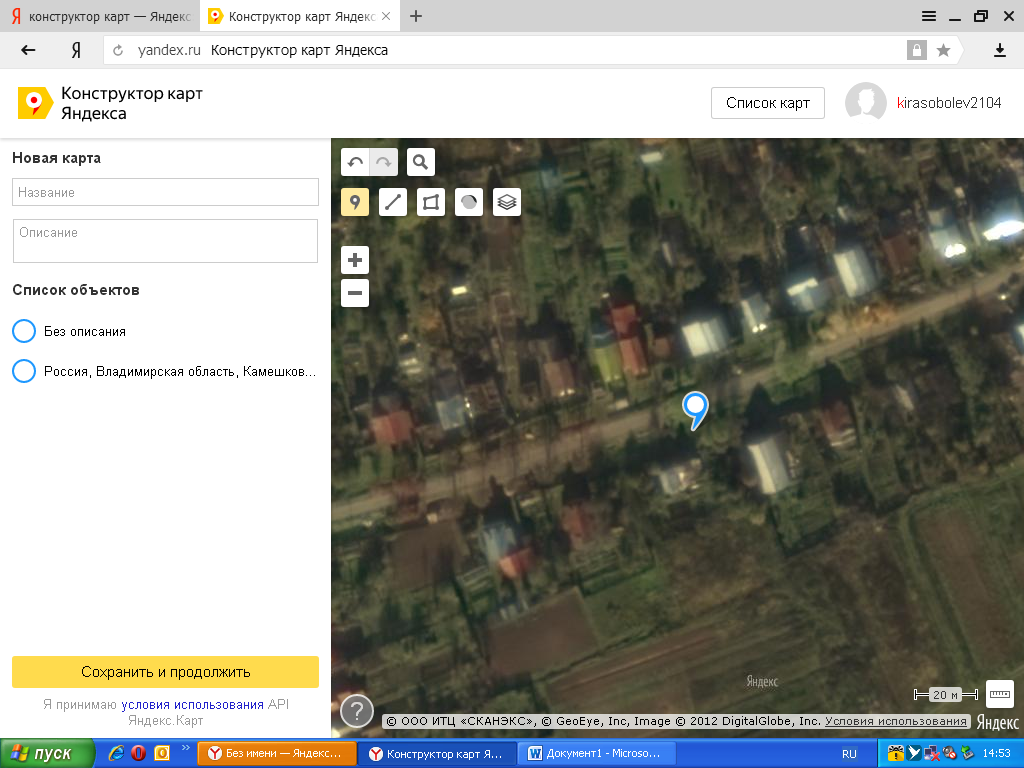 конструктор карт — Яндекс
Конструктор карт Яндекс
yandex.ru Конструктор карт Яндекса
Конструктор карт
Яндекса
Список карт
kirasobolev2104
Новая карта
Название
Описание
Список объектов
Без описания
Россия, Владимирская область, Камешков...
Сохранить и продолжить
Я принимаю условия использования API
Яндекс.Карт
Яндекс
20 м
© ООО ИТЦ «СКАНЭКС», © GeoEye, Inc, Image © 2012 DigitalGlobe, Inc. Условия использования
Яндекс
пуск
Без имени — Яндекс...
Конструктор карт Я...
Документ1 - Microso...
RU
14:53